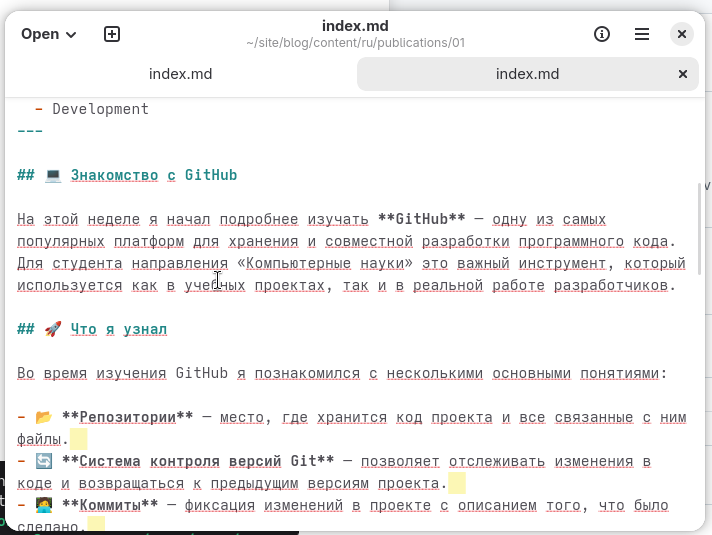 Open
index.md
~/site/blog/content/ru/publications/01
index.md
index.md
- Development
---
## 💻 Знакомство с GitHub
На этой неделе я начал подробнее изучать **GitHub** — одну из самых
популярных платформ для хранения и совместной разработки программного кода.
Для студента направления «Компьютерные науки» это важный инструмент, который
используется как в учебных проектах, так и в реальной работе разработчиков.
## 🚀 Что я узнал
Во время изучения GitHub я познакомился с несколькими основными понятиями:
- 📂 **Репозитории** — место, где хранится код проекта и все связанные с ним
файлы.
- 🔄 **Система контроля версий Git** — позволяет отслеживать изменения в
коде и возвращаться к предыдущим версиям проекта.
- 🧑‍💻 **Коммиты** — фиксация изменений в проекте с описанием того, что было
сделано.